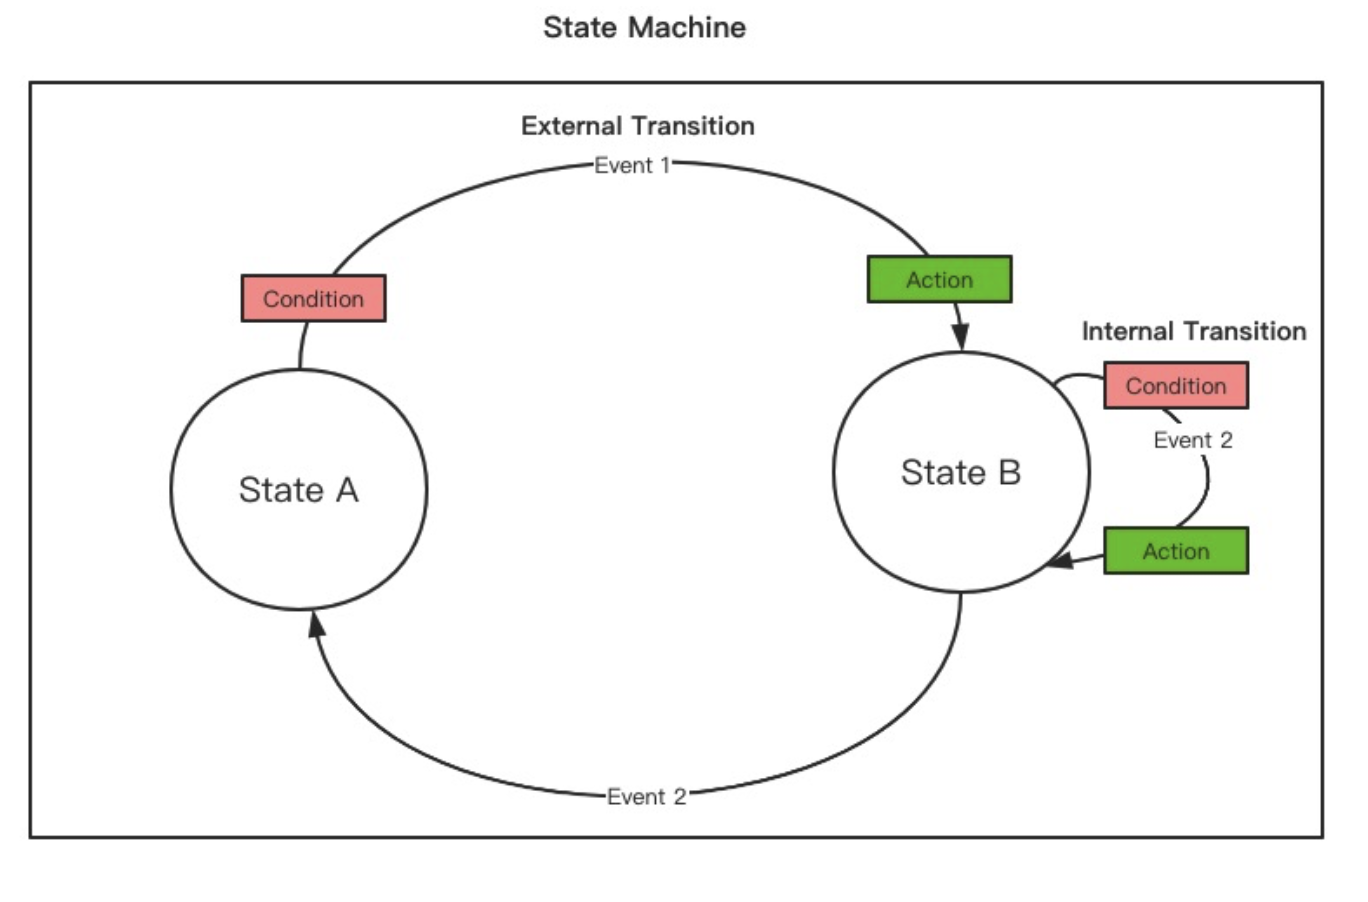 State Machine
External Transition
Event 1
Condition
Action
Internal Transition
Condition
Event 2
State A
State B
Action
Event 2